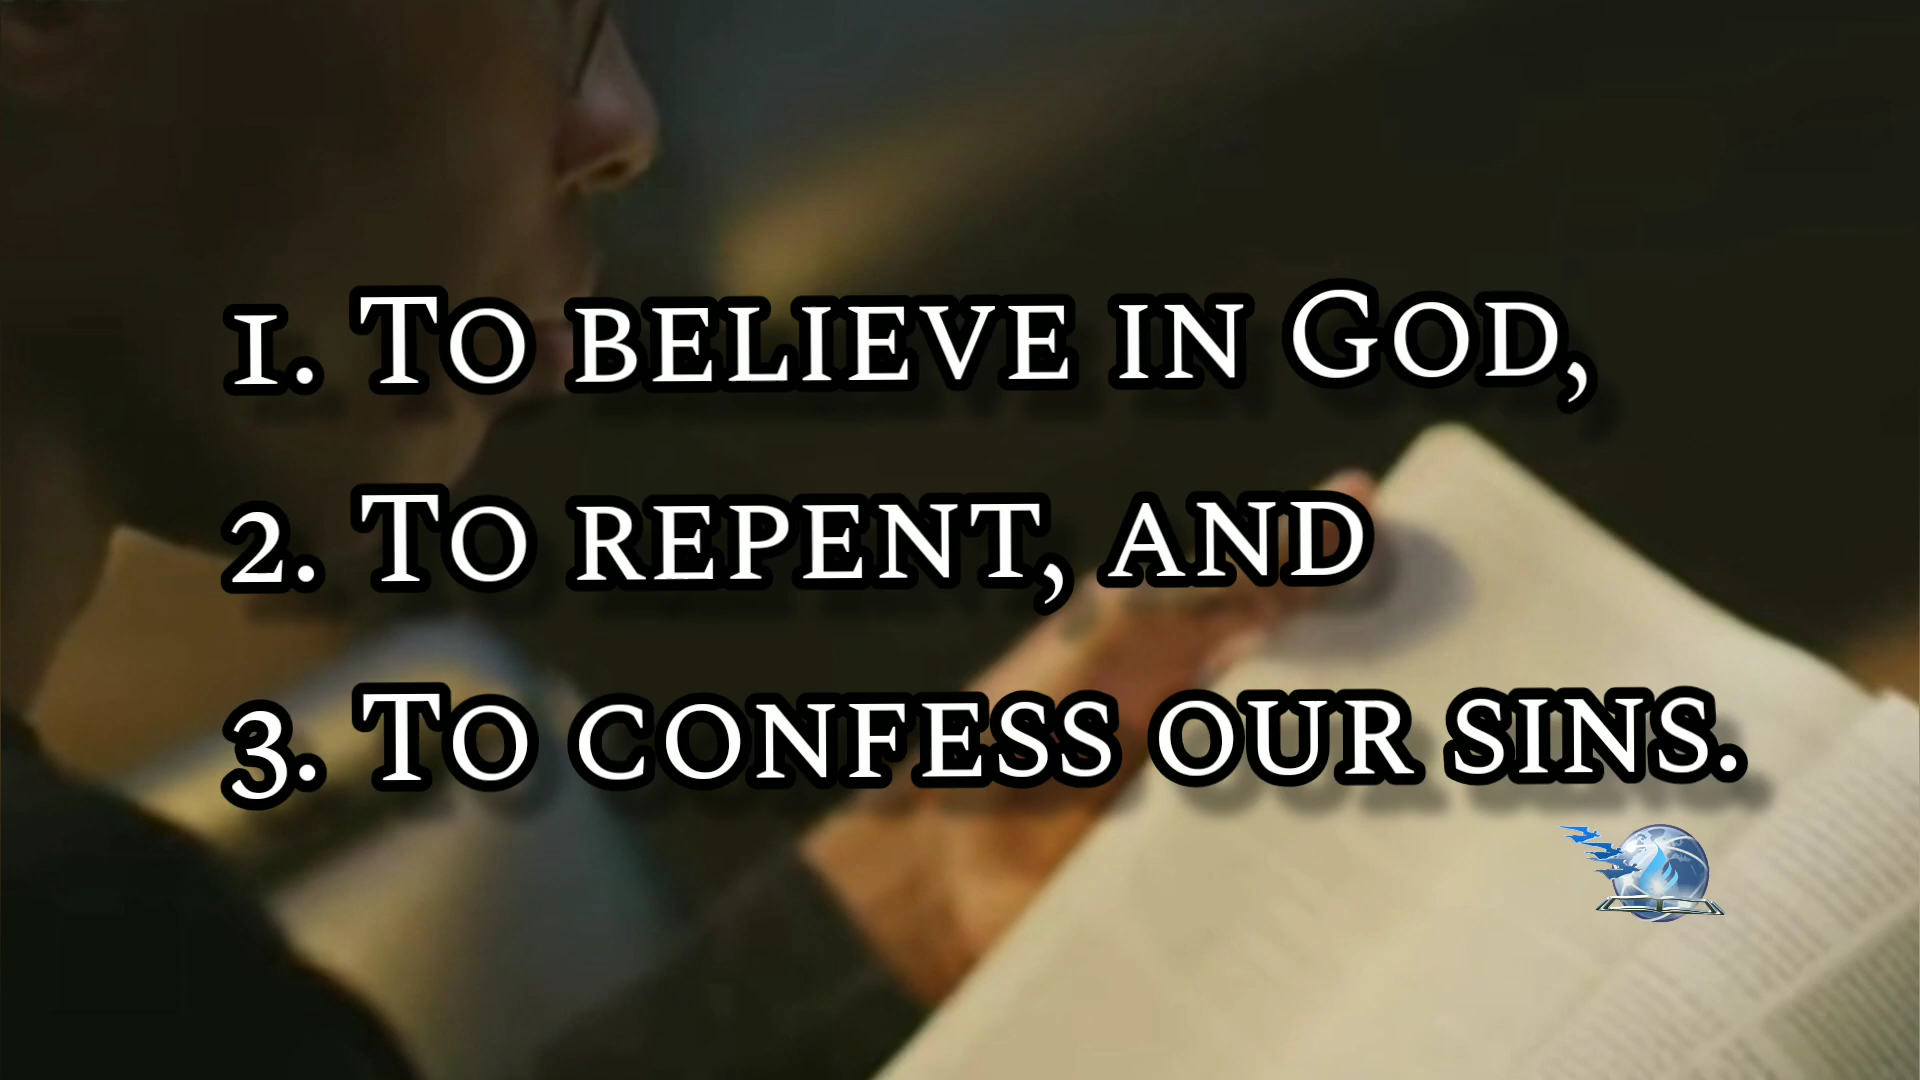 1. To believe in God,
2. To repent, and
3. To confess our sins.